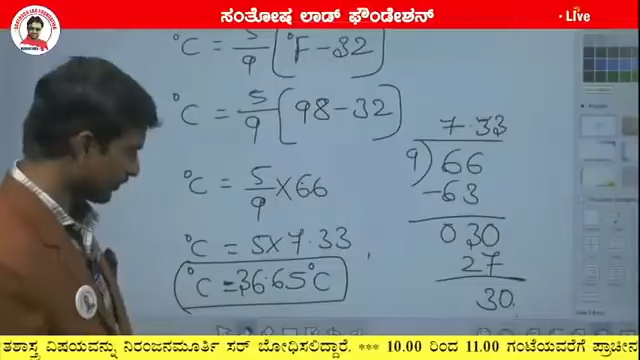 ಸಂತೋಷ ಲಾಡ್ ಫೌಂಡೇಶನ್
Live
°C = 5/9 [°F - 32]
°C = 5/9 [98 - 32]
°C = 5/9 × 66
°C = 5 × 7.33
°C = 36.65°C
7.33
9) 66
-63
030
27
30
ತಶಾಸ್ತ್ರ ವಿಷಯವನ್ನು ನಿರಂಜನಮೂರ್ತಿ ಸರ್ ಬೋಧಿಸಲಿದ್ದಾರೆ. *** 10.00 ರಿಂದ 11.00 ಗಂಟೆಯವರೆಗೆ ಪ್ರಾಚೀನ